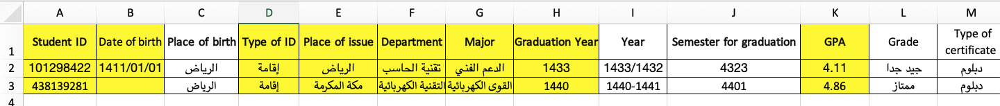 A B C D E F G H I J K L M
1 Student ID Date of birth Place of birth Type of ID Place of issue Department Major Graduation Year Year Semester for graduation GPA Grade Type of certificate
2 101298422 1411/01/01 الرياض إقامة الرياض تقنية الحاسب الدعم الفني 1433 1433/1432 4323 4.11 جيد جدا دبلوم
3 438139281 الرياض إقامة مكة المكرمة التقنية الكهربائية القوى الكهربائية 1440 1440-1441 4401 4.86 ممتاز دبلوم
4